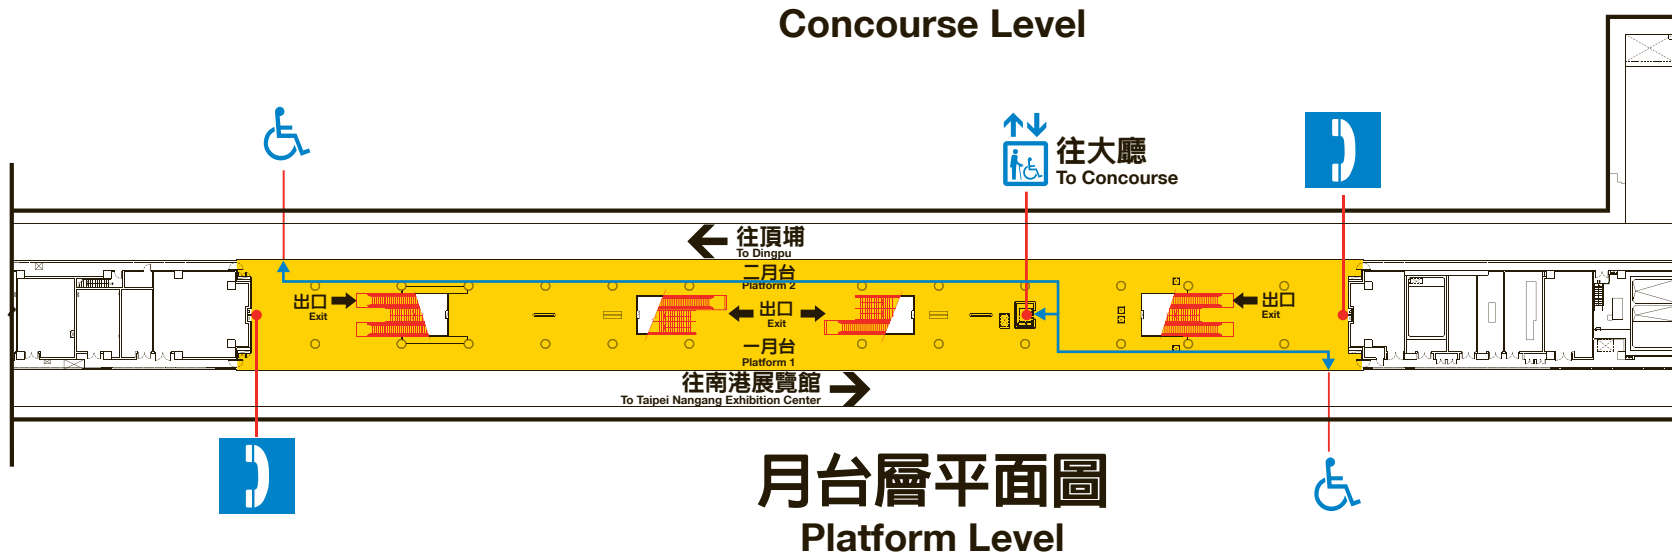 Concourse Level
往大廳
To Concourse
往頂埔
To Dingpu
二月台
Platform 2
出口
Exit
出口
Exit
出口
Exit
一月台
Platform 1
往南港展覽館
To Taipei Nangang Exhibition Center
月台層平面圖
Platform Level